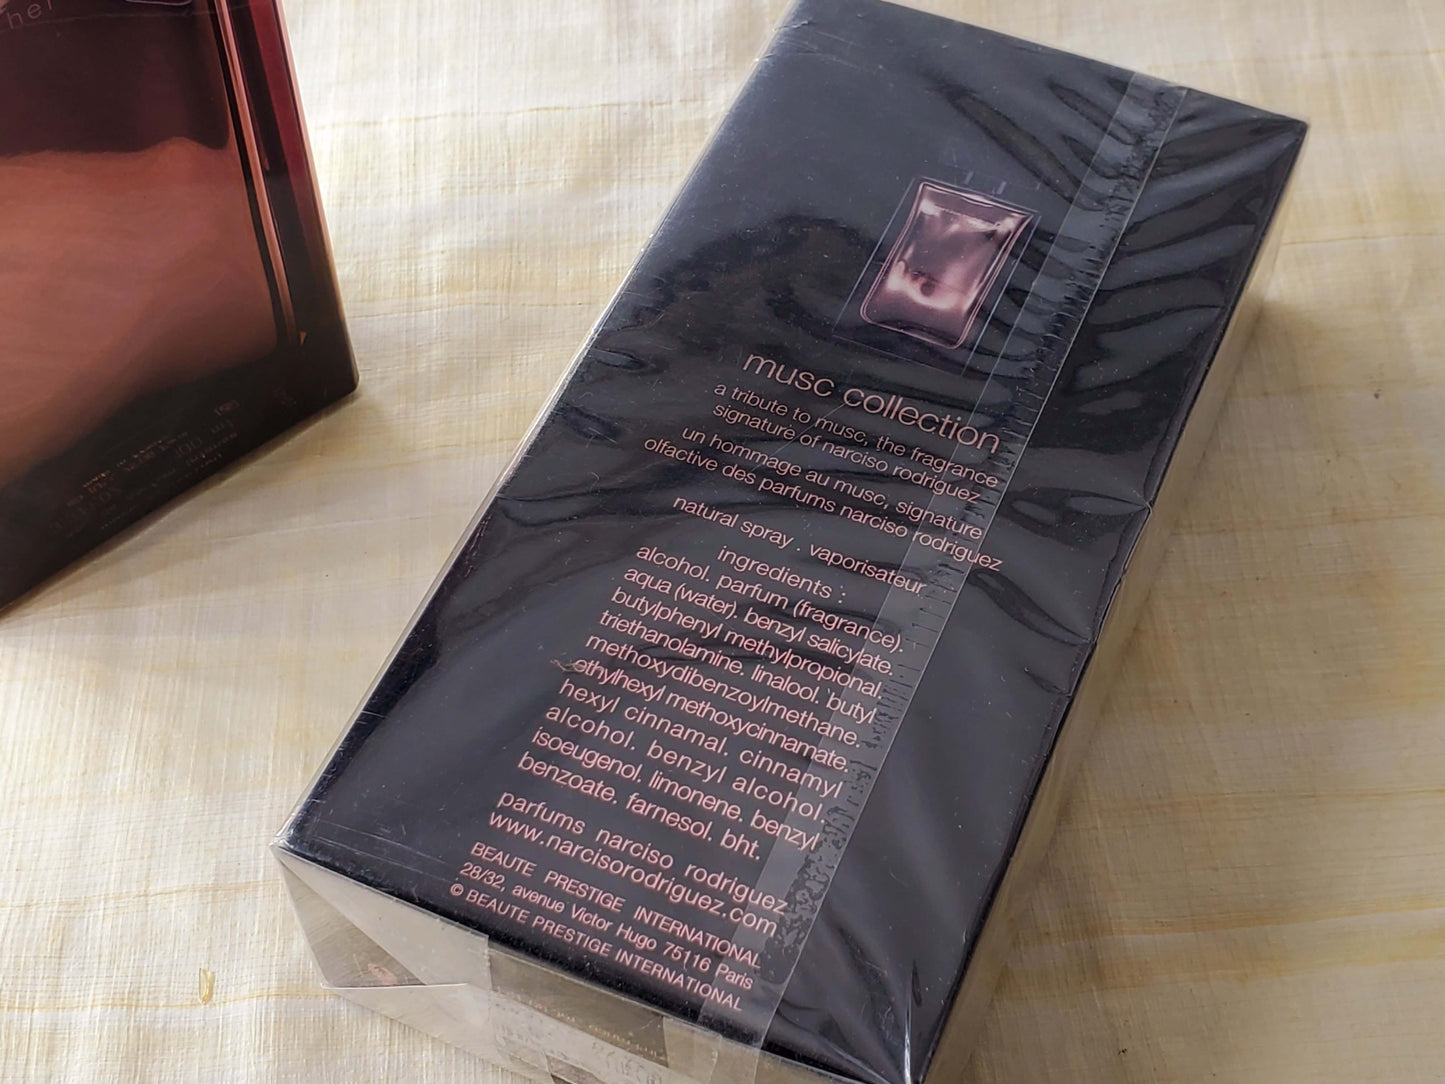 musc collection
a tribute to musc, the fragrance
signature of narciso rodriguez
un hommage au musc, signature
olfactive des parfums narciso rodriguez
natural spray . vaporisateur
ingredients :
alcohol. parfum (fragrance).
aqua (water). benzyl salicylate.
butylphenyl methylpropional.
triethanolamine. linalool. butyl
methoxydibenzoylmethane.
ethylhexyl methoxycinnamate.
hexyl cinnamal. cinnamyl
alcohol. benzyl alcohol.
isoeugenol. limonene. benzyl
benzoate. farnesol. bht.
parfums narciso rodriguez
www.narcisorodriguez.com
BEAUTE PRESTIGE INTERNATIONAL
28/32, avenue Victor Hugo 75116 Paris
© BEAUTE PRESTIGE INTERNATIONAL